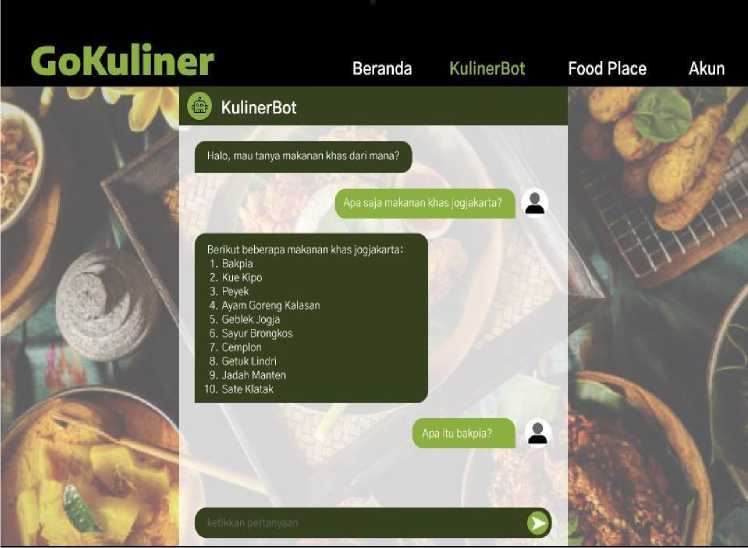 GoKuliner
Beranda KulinerBot Food Place Akun
KulinerBot
Halo, mau tanya makanan khas dari mana?
Apa saja makanan khas jogjakarta?
Berikut beberapa makanan khas jogjakarta:
1. Bakpia
2. Kue Kipo
3. Peyek
4. Ayam Goreng Kalasan
5. Geblek Jogja
6. Sayur Brongkos
7. Cemplon
8. Getuk Lindri
9. Jadah Manten
10. Sate Klatak
Apa itu bakpia?
ketikkan pertanyaan